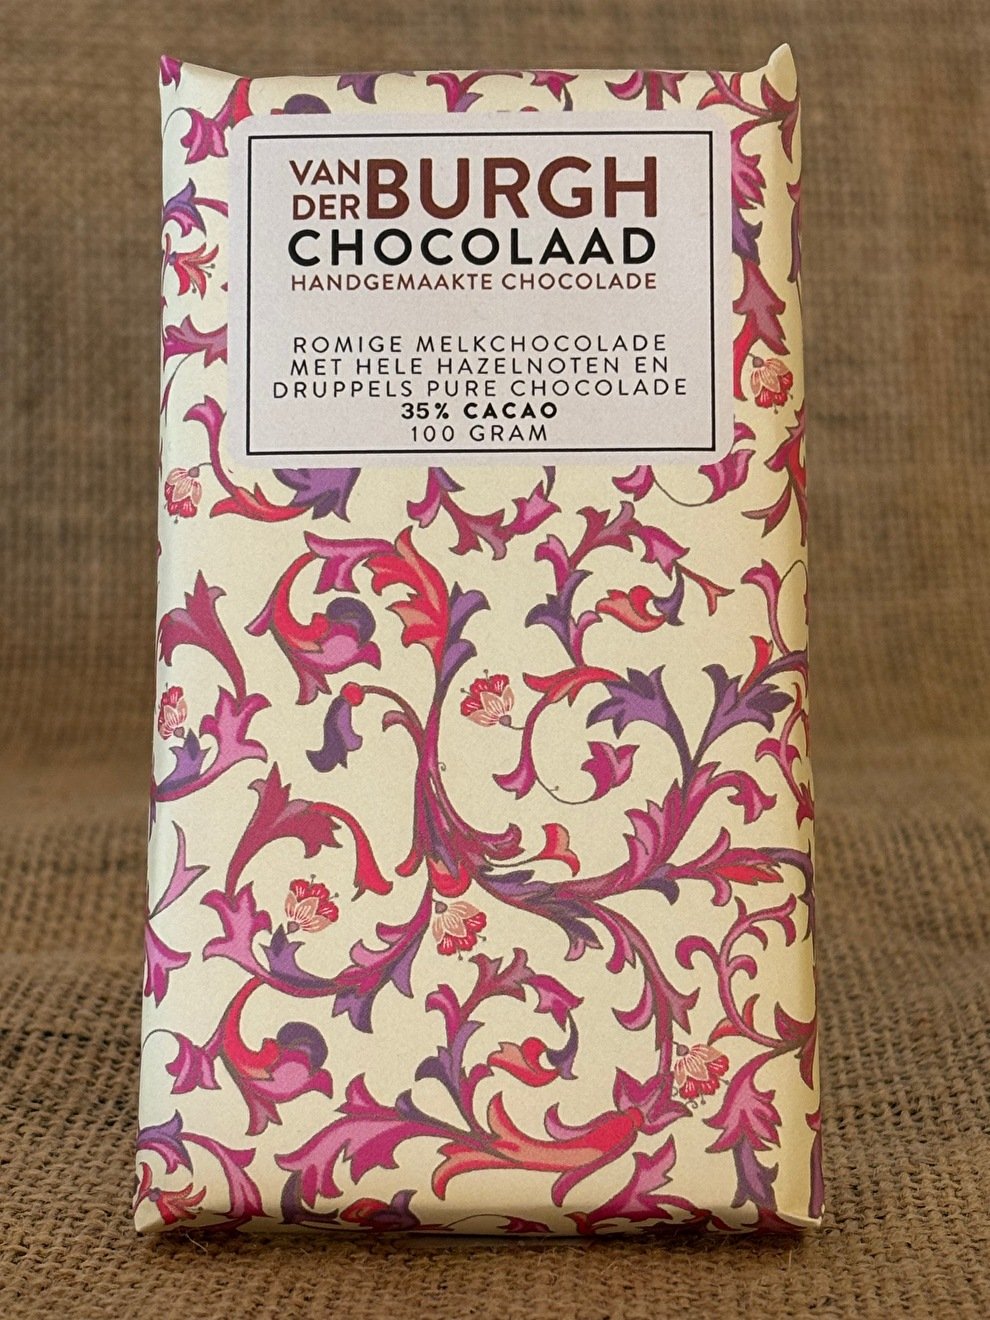 VAN DER BURGH
CHOCOLAAD
HANDGEMAAKTE CHOCOLADE
ROMIGE MELKCHOCOLADE
MET HELE HAZELNOTEN EN
DRUPPELS PURE CHOCOLADE
35% CACAO
100 GRAM